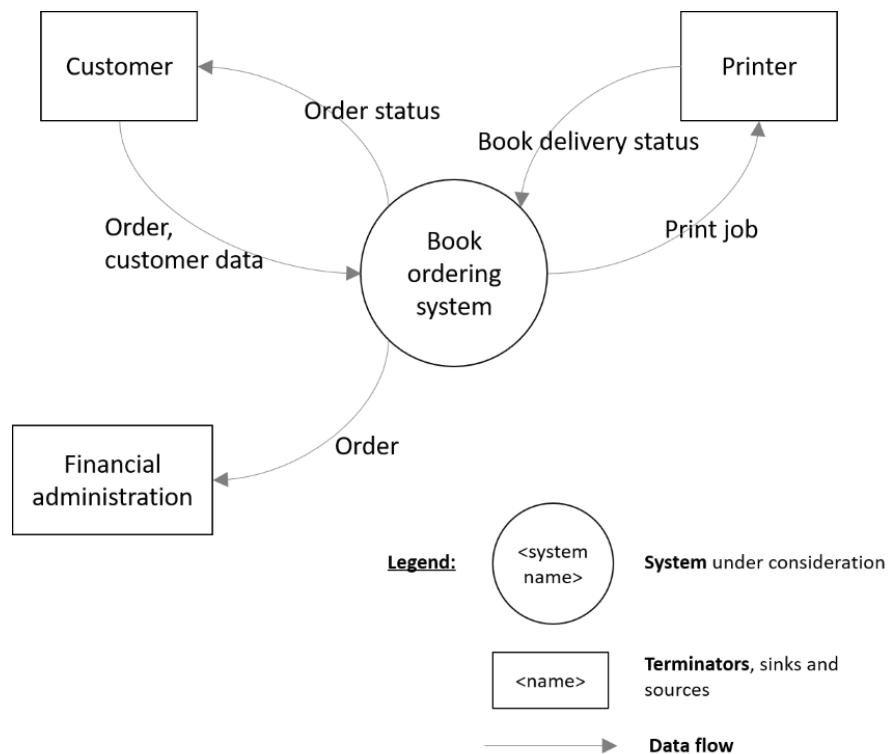 Customer
Printer
Order status
Book delivery status
Order,
customer data
Print job
Book
ordering
system
Order
Financial
administration
Legend:
<system
name>
System under consideration
<name>
Terminators, sinks and
sources
Data flow